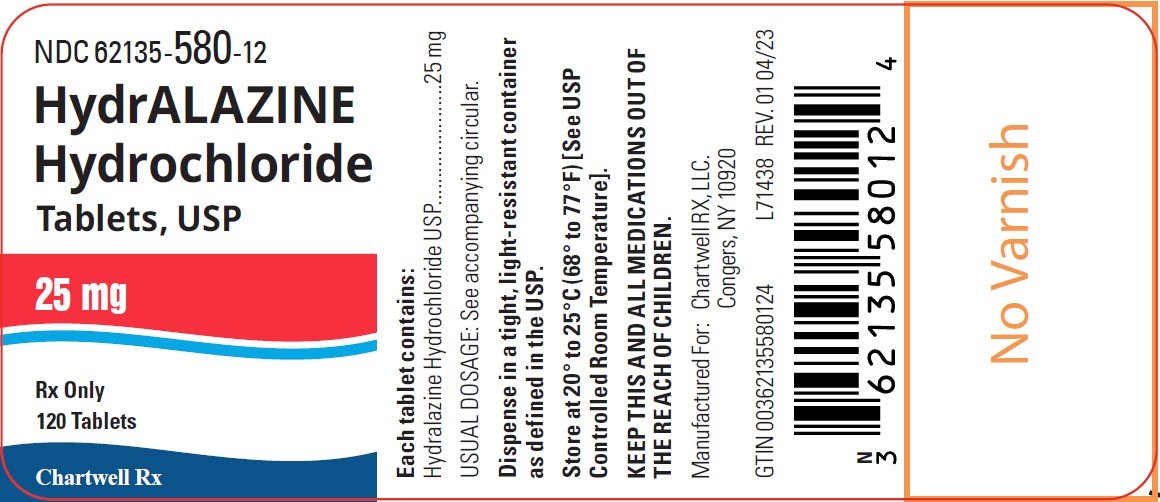 NDC 62135-580-12
HydrALAZINE
Hydrochloride
Tablets, USP
25 mg
Rx Only
120 Tablets
Chartwell Rx
Each tablet contains:
Hydralazine Hydrochloride USP.....................25 mg
USUAL DOSAGE: See accompanying circular.
Dispense in a tight, light-resistant container
as defined in the USP.
Store at 20° to 25°C (68° to 77°F) [See USP
Controlled Room Temperature].
KEEP THIS AND ALL MEDICATIONS OUT OF
THE REACH OF CHILDREN.
Manufactured For: Chartwell RX, LLC.
Congers, NY 10920
GTIN 00362135580124 L71438 REV. 01 04/23
N
3 62135 58012 4
No Varnish